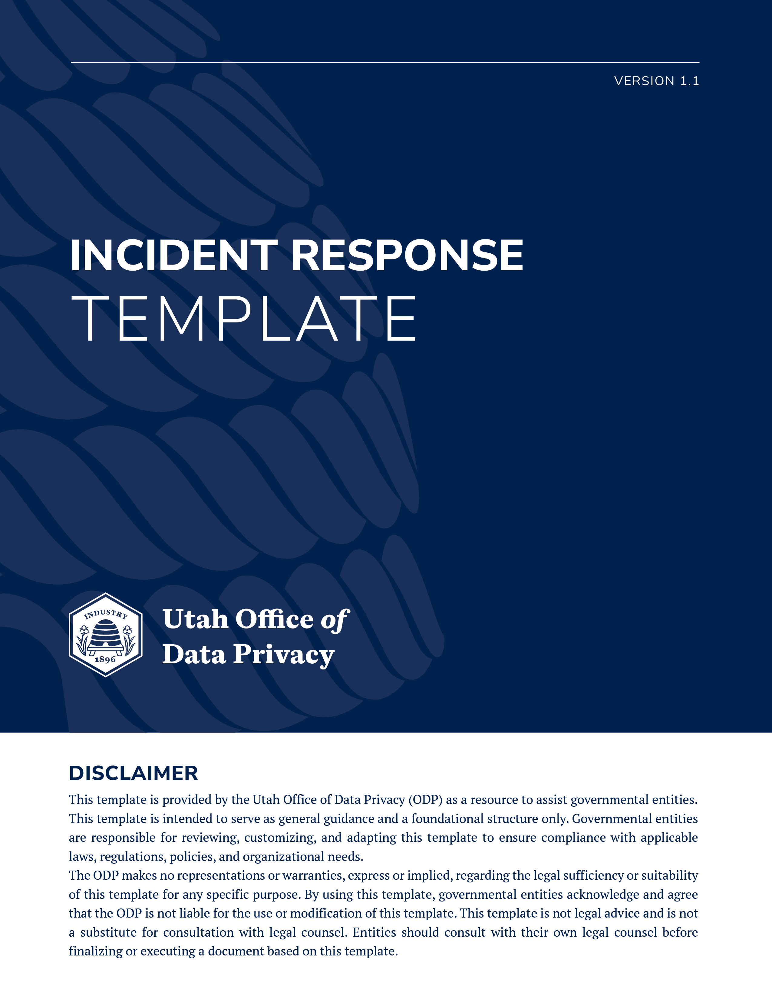 VERSION 1.1
INCIDENT RESPONSE
TEMPLATE
INDUSTRY
1896
Utah Office of
Data Privacy
DISCLAIMER
This template is provided by the Utah Office of Data Privacy (ODP) as a resource to assist governmental entities.
This template is intended to serve as general guidance and a foundational structure only. Governmental entities
are responsible for reviewing, customizing, and adapting this template to ensure compliance with applicable
laws, regulations, policies, and organizational needs.
The ODP makes no representations or warranties, express or implied, regarding the legal sufficiency or suitability
of this template for any specific purpose. By using this template, governmental entities acknowledge and agree
that the ODP is not liable for the use or modification of this template. This template is not legal advice and is not
a substitute for consultation with legal counsel. Entities should consult with their own legal counsel before
finalizing or executing a document based on this template.